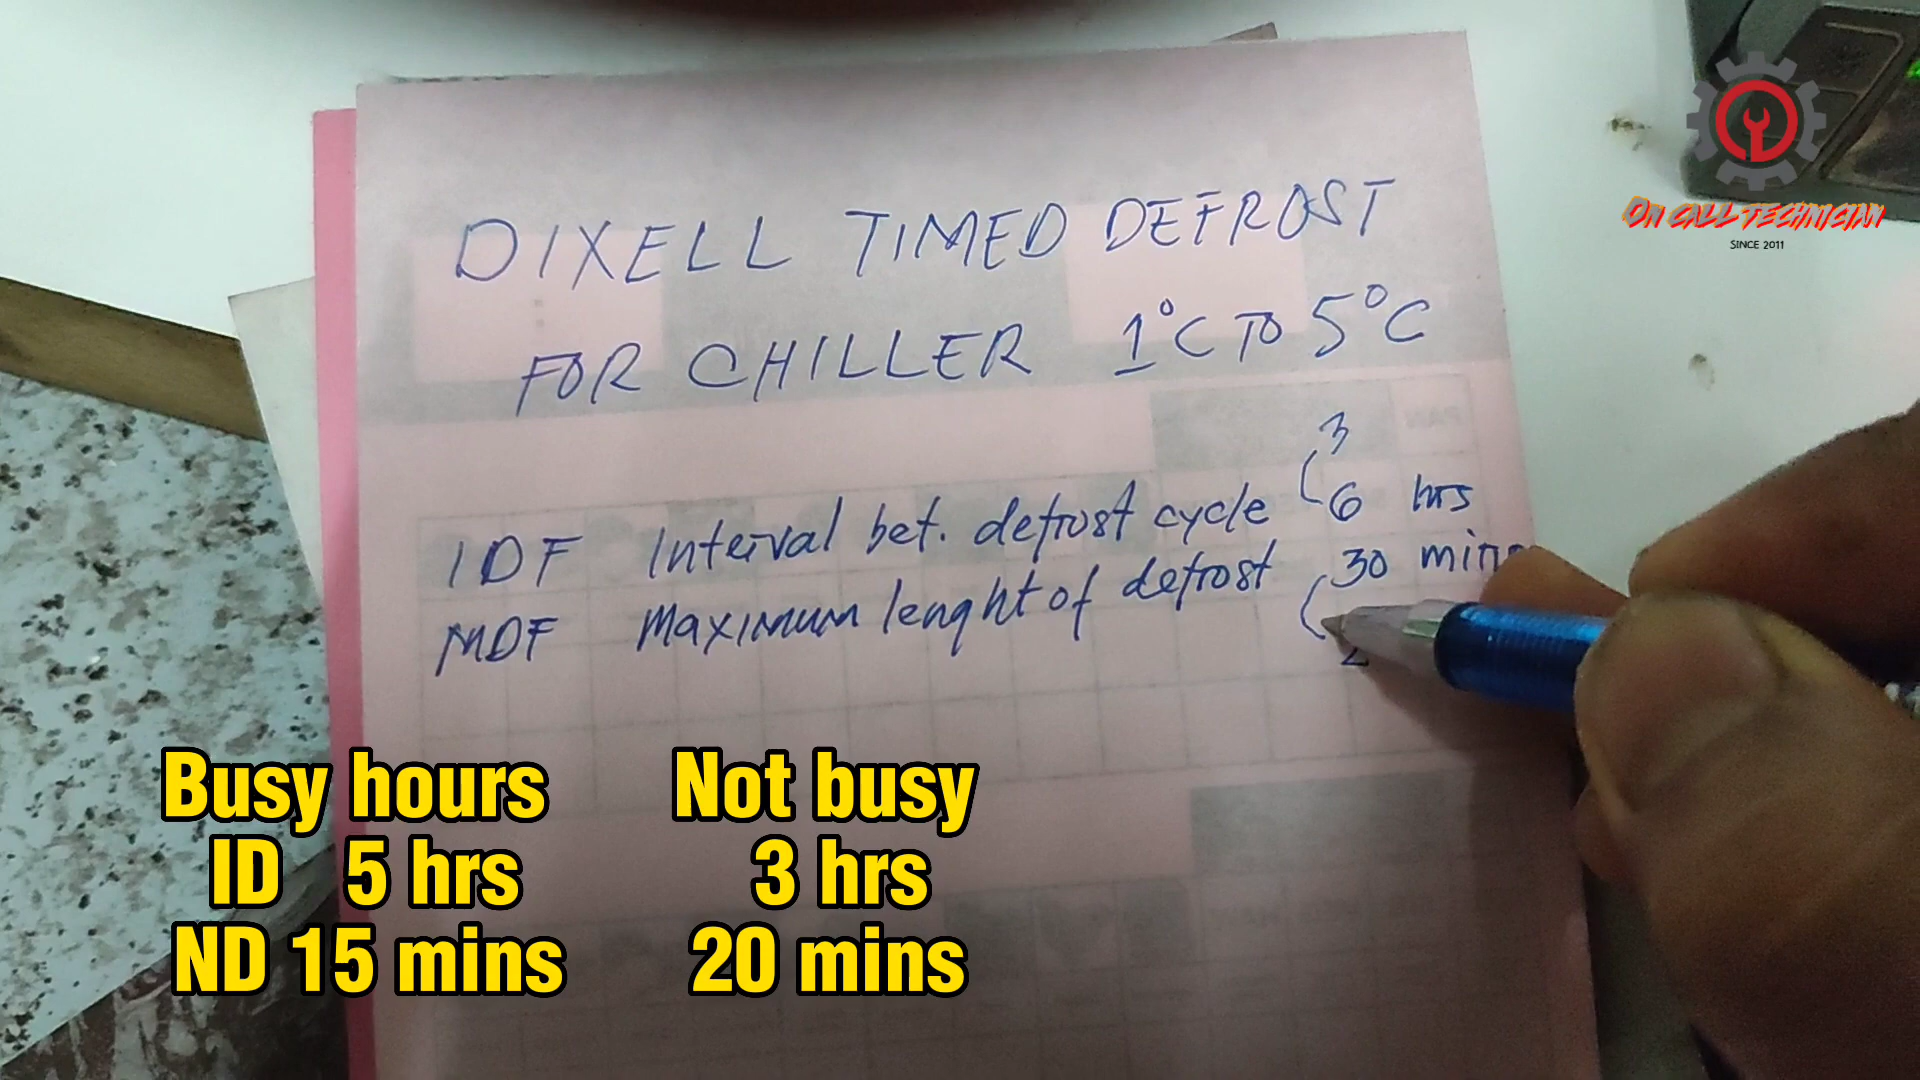 On call technician
SINCE 2011
DIXELL TIMED DEFROST
FOR CHILLER 1°C TO 5°C
3
IDF Interval bet. defrost cycle 6 hrs
MDF Maximum lenght of defrost 30 mins
Busy hours Not busy
ID 5 hrs 3 hrs
ND 15 mins 20 mins